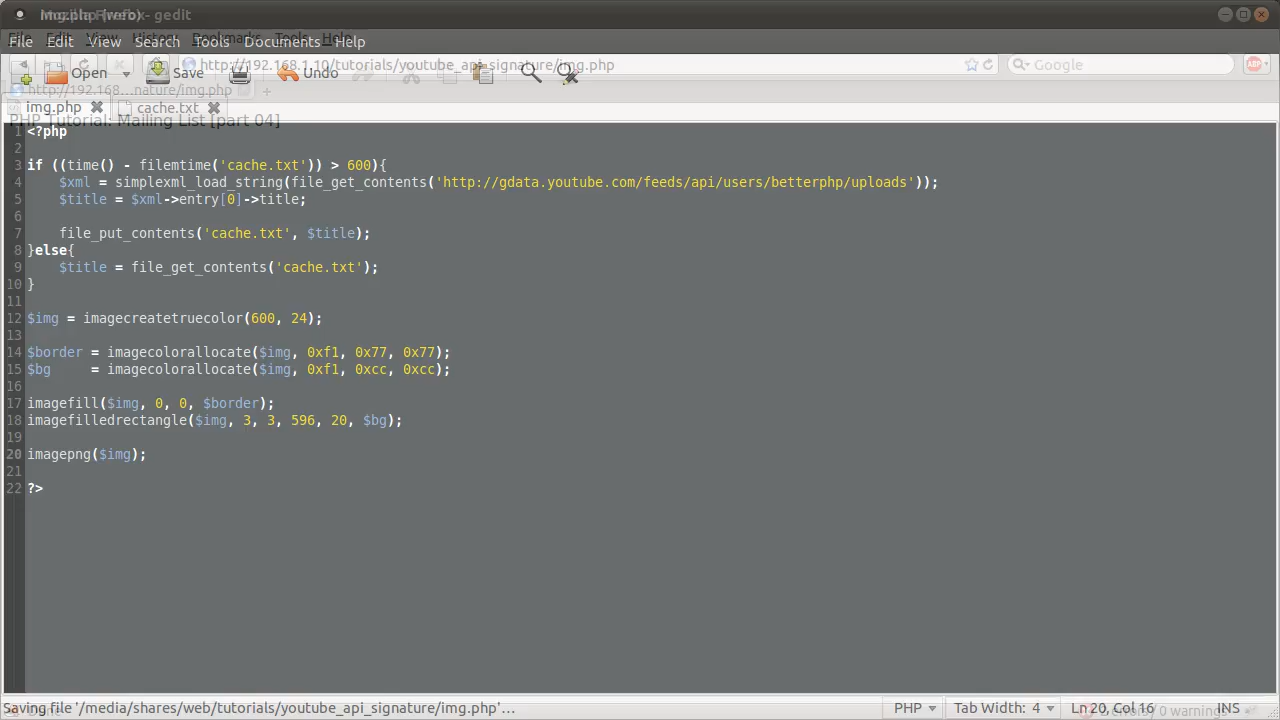 img.php (web) - gedit
File Edit View Search Tools Documents Help
Open Save Undo
http://192.168.1.10/tutorials/youtube_api_signature/img.php
Google
ABP
http://192.168....nature/img.php
img.php cache.txt
PHP Tutorial: Mailing List [part 04]
1 <?php
2
3 if ((time() - filemtime('cache.txt')) > 600){
4 $xml = simplexml_load_string(file_get_contents('http://gdata.youtube.com/feeds/api/users/betterphp/uploads'));
5 $title = $xml->entry[0]->title;
6
7 file_put_contents('cache.txt', $title);
8 }else{
9 $title = file_get_contents('cache.txt');
10 }
11
12 $img = imagecreatetruecolor(600, 24);
13
14 $border = imagecolorallocate($img, 0xf1, 0x77, 0x77);
15 $bg     = imagecolorallocate($img, 0xf1, 0xcc, 0xcc);
16
17 imagefill($img, 0, 0, $border);
18 imagefilledrectangle($img, 3, 3, 596, 20, $bg);
19
20 imagepng($img);
21
22 ?>
Saving file '/media/shares/web/tutorials/youtube_api_signature/img.php'...
PHP Tab Width: 4 Ln 20, Col 16 INS